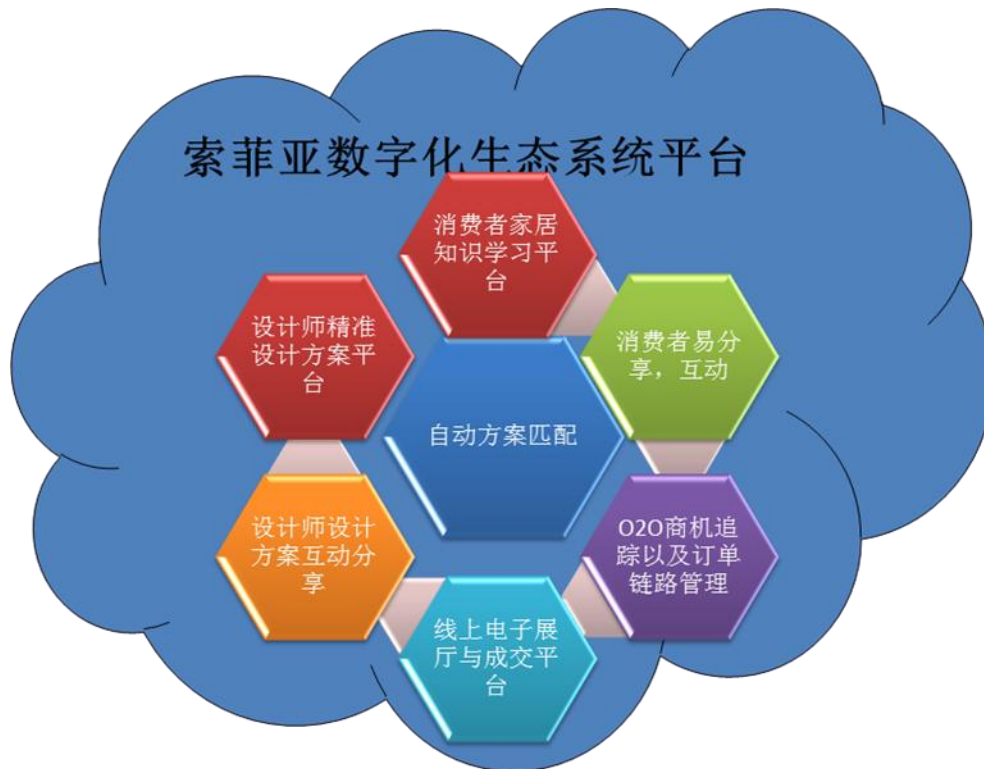 索菲亚数字化生态系统平台
消费者家居
知识学习平
台
设计师精准
设计方案平
台
消费者易分
享，互动
自动方案匹配
设计师设计
方案互动分
享
O2O商机追
踪以及订单
链路管理
线上电子展
厅与成交平
台